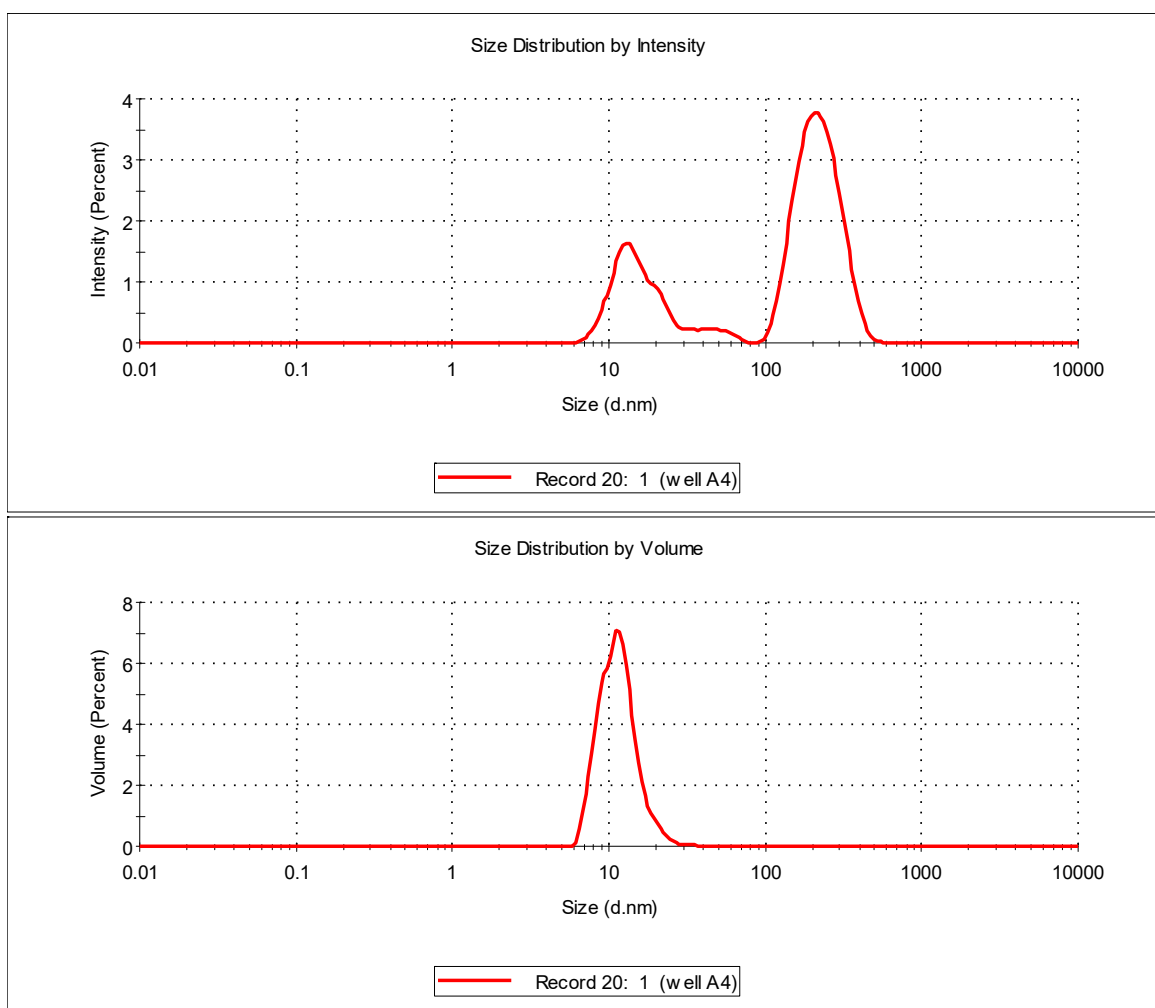 Size Distribution by Intensity
4
3
2
1
0
Intensity (Percent)
0.01 0.1 1 10 100 1000 10000
Size (d.nm)
Record 20: 1 (well A4)
Size Distribution by Volume
8
6
4
2
0
Volume (Percent)
0.01 0.1 1 10 100 1000 10000
Size (d.nm)
Record 20: 1 (well A4)